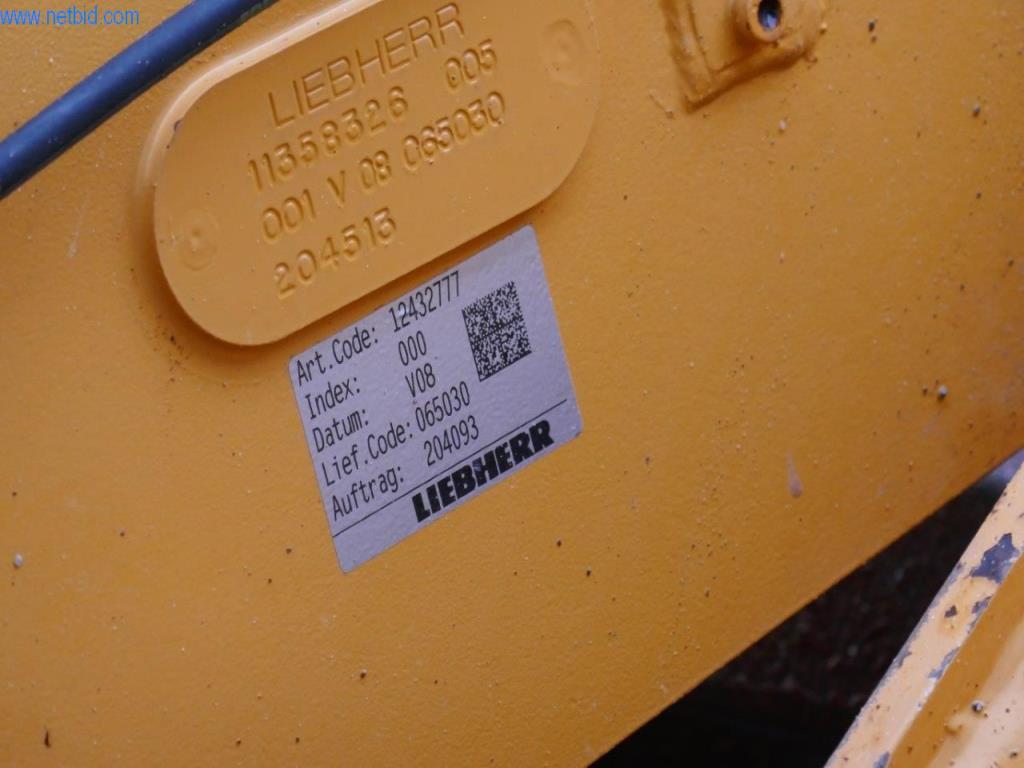 www.netbid.com
LIEBHERR
11358326 005
001 V 08 065030
204513
Art.Code: 12432777
Index: 000
Datum: V08
Lief.Code: 065030
Auftrag: 204093
LIEBHERR